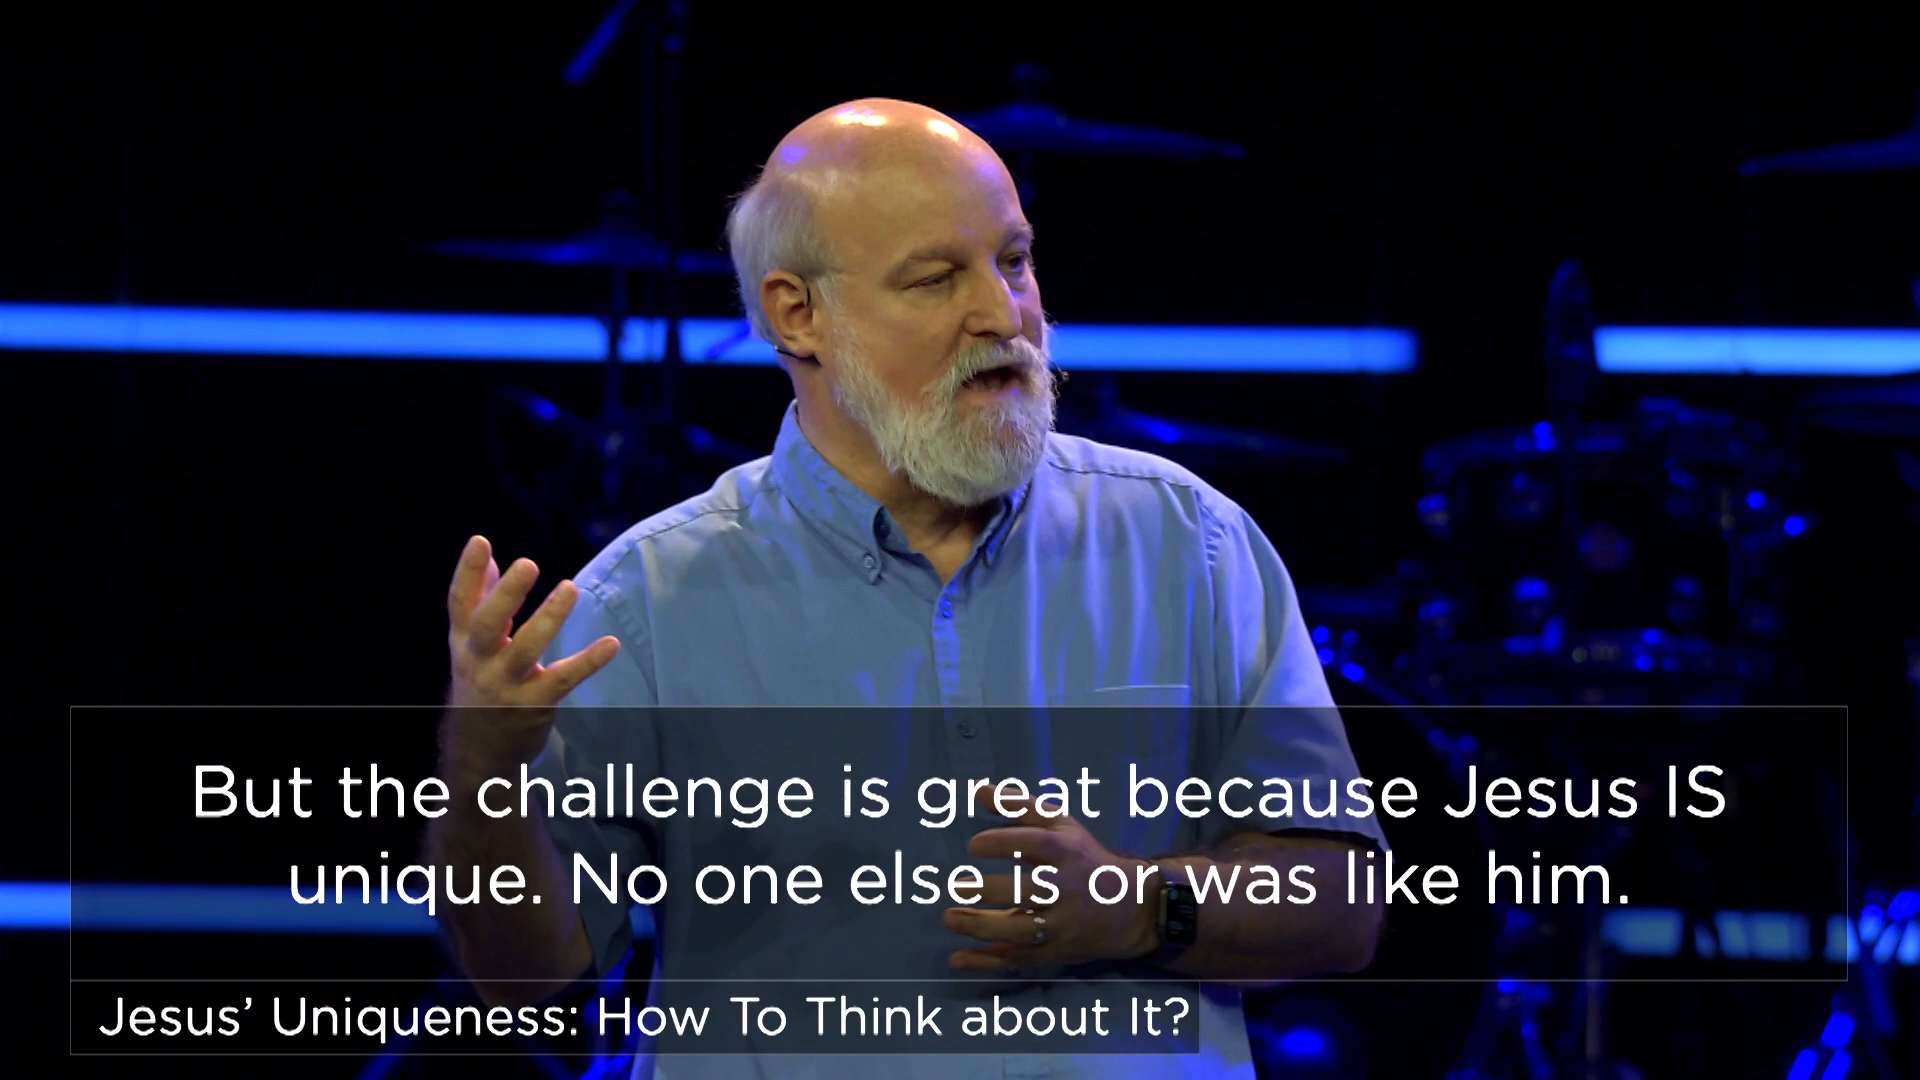 But the challenge is great because Jesus IS
unique. No one else is or was like him.
Jesus’ Uniqueness: How To Think about It?